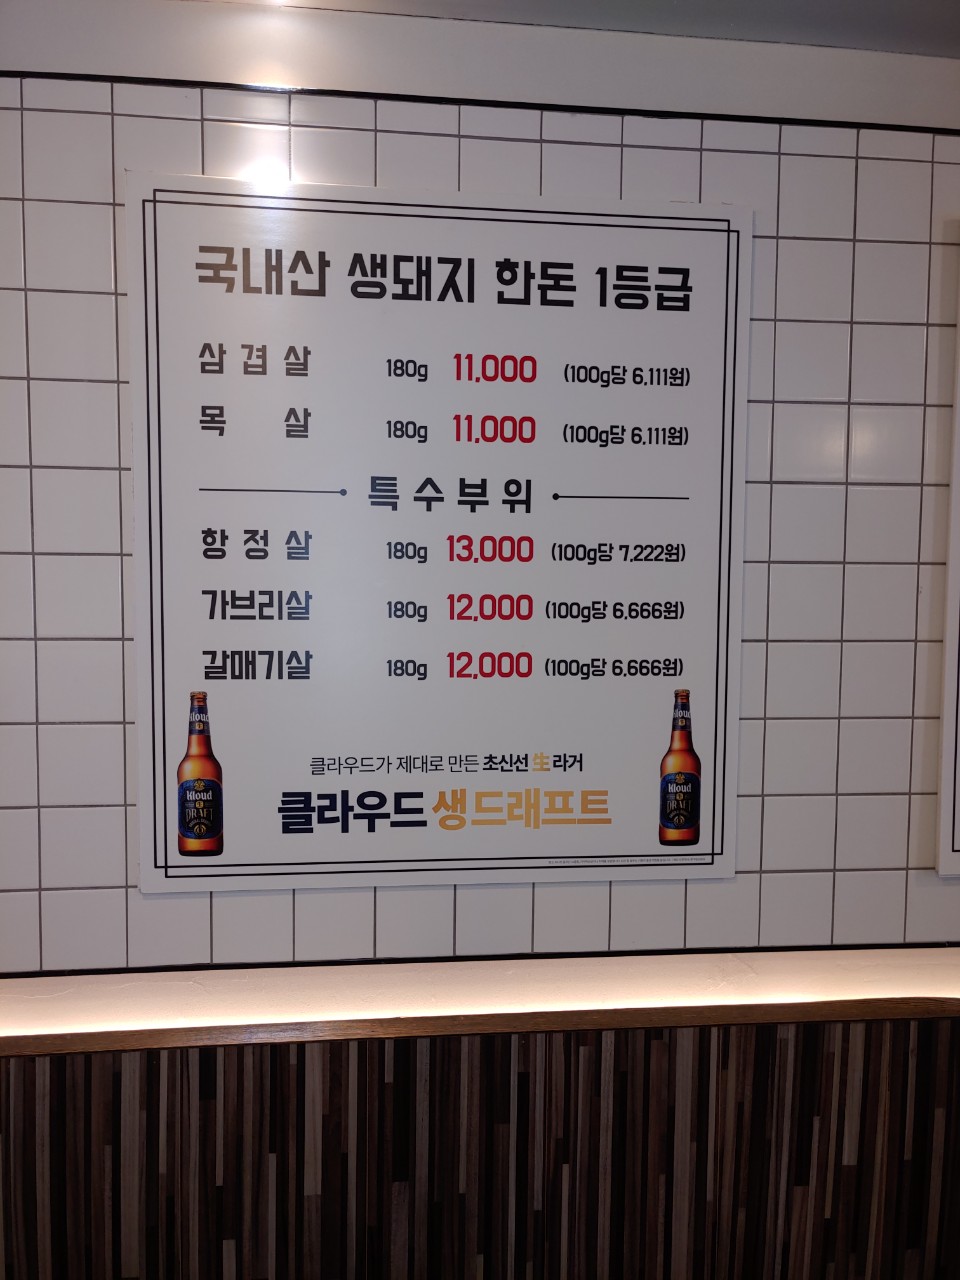 국내산 생돼지 한돈 1등급
삼겹살 180g 11,000 (100g당 6,111원)
목살 180g 11,000 (100g당 6,111원)
특수부위
항정살 180g 13,000 (100g당 7,222원)
가브리살 180g 12,000 (100g당 6,666원)
갈매기살 180g 12,000 (100g당 6,666원)
클라우드가 제대로 만든 초신선 生 라거
클라우드 생드래프트
Kloud
Kloud
DRAFT
Kloud
Kloud
DRAFT